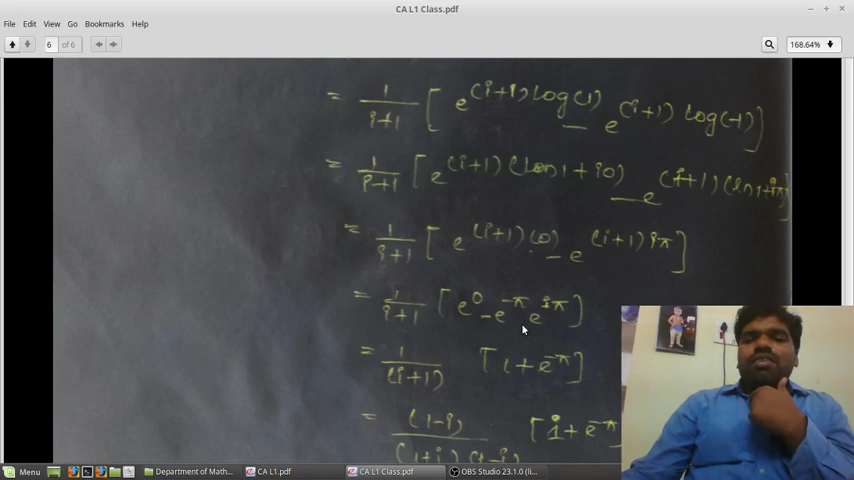 CA L1 Class.pdf
File Edit View Go Bookmarks Help
6 of 6 168.64%
= 1/(i+1) [ e^(i+1) log(1) − e^(i+1) log(-1) ]
= 1/(i+1) [ e^(i+1) (ln 1 + i0) − e^(i+1) (ln 1 + iπ) ]
= 1/(i+1) [ e^(i+1) (0) − e^(i+1) iπ ]
= 1/(i+1) [ e^0 − e^-π e^iπ ]
= 1/(i+1) [ 1 + e^-π ]
= (1-i)/(1+i)(1-i) [ 1 + e^-π
Menu Department of Math... CA L1.pdf CA L1 Class.pdf OBS Studio 23.1.0 (li...